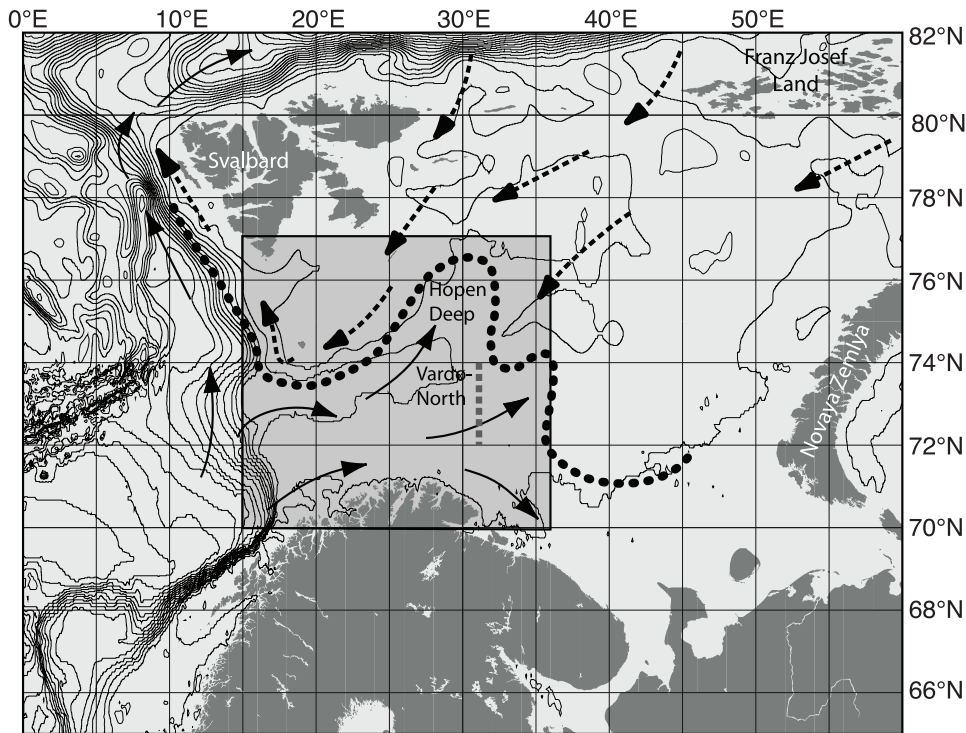 0°E 10°E 20°E 30°E 40°E 50°E
82°N
Franz Josef
Land
80°N
Svalbard
78°N
76°N
Hopen
Deep
74°N
Vardø-
North
Novaya Zemlya
72°N
70°N
68°N
66°N